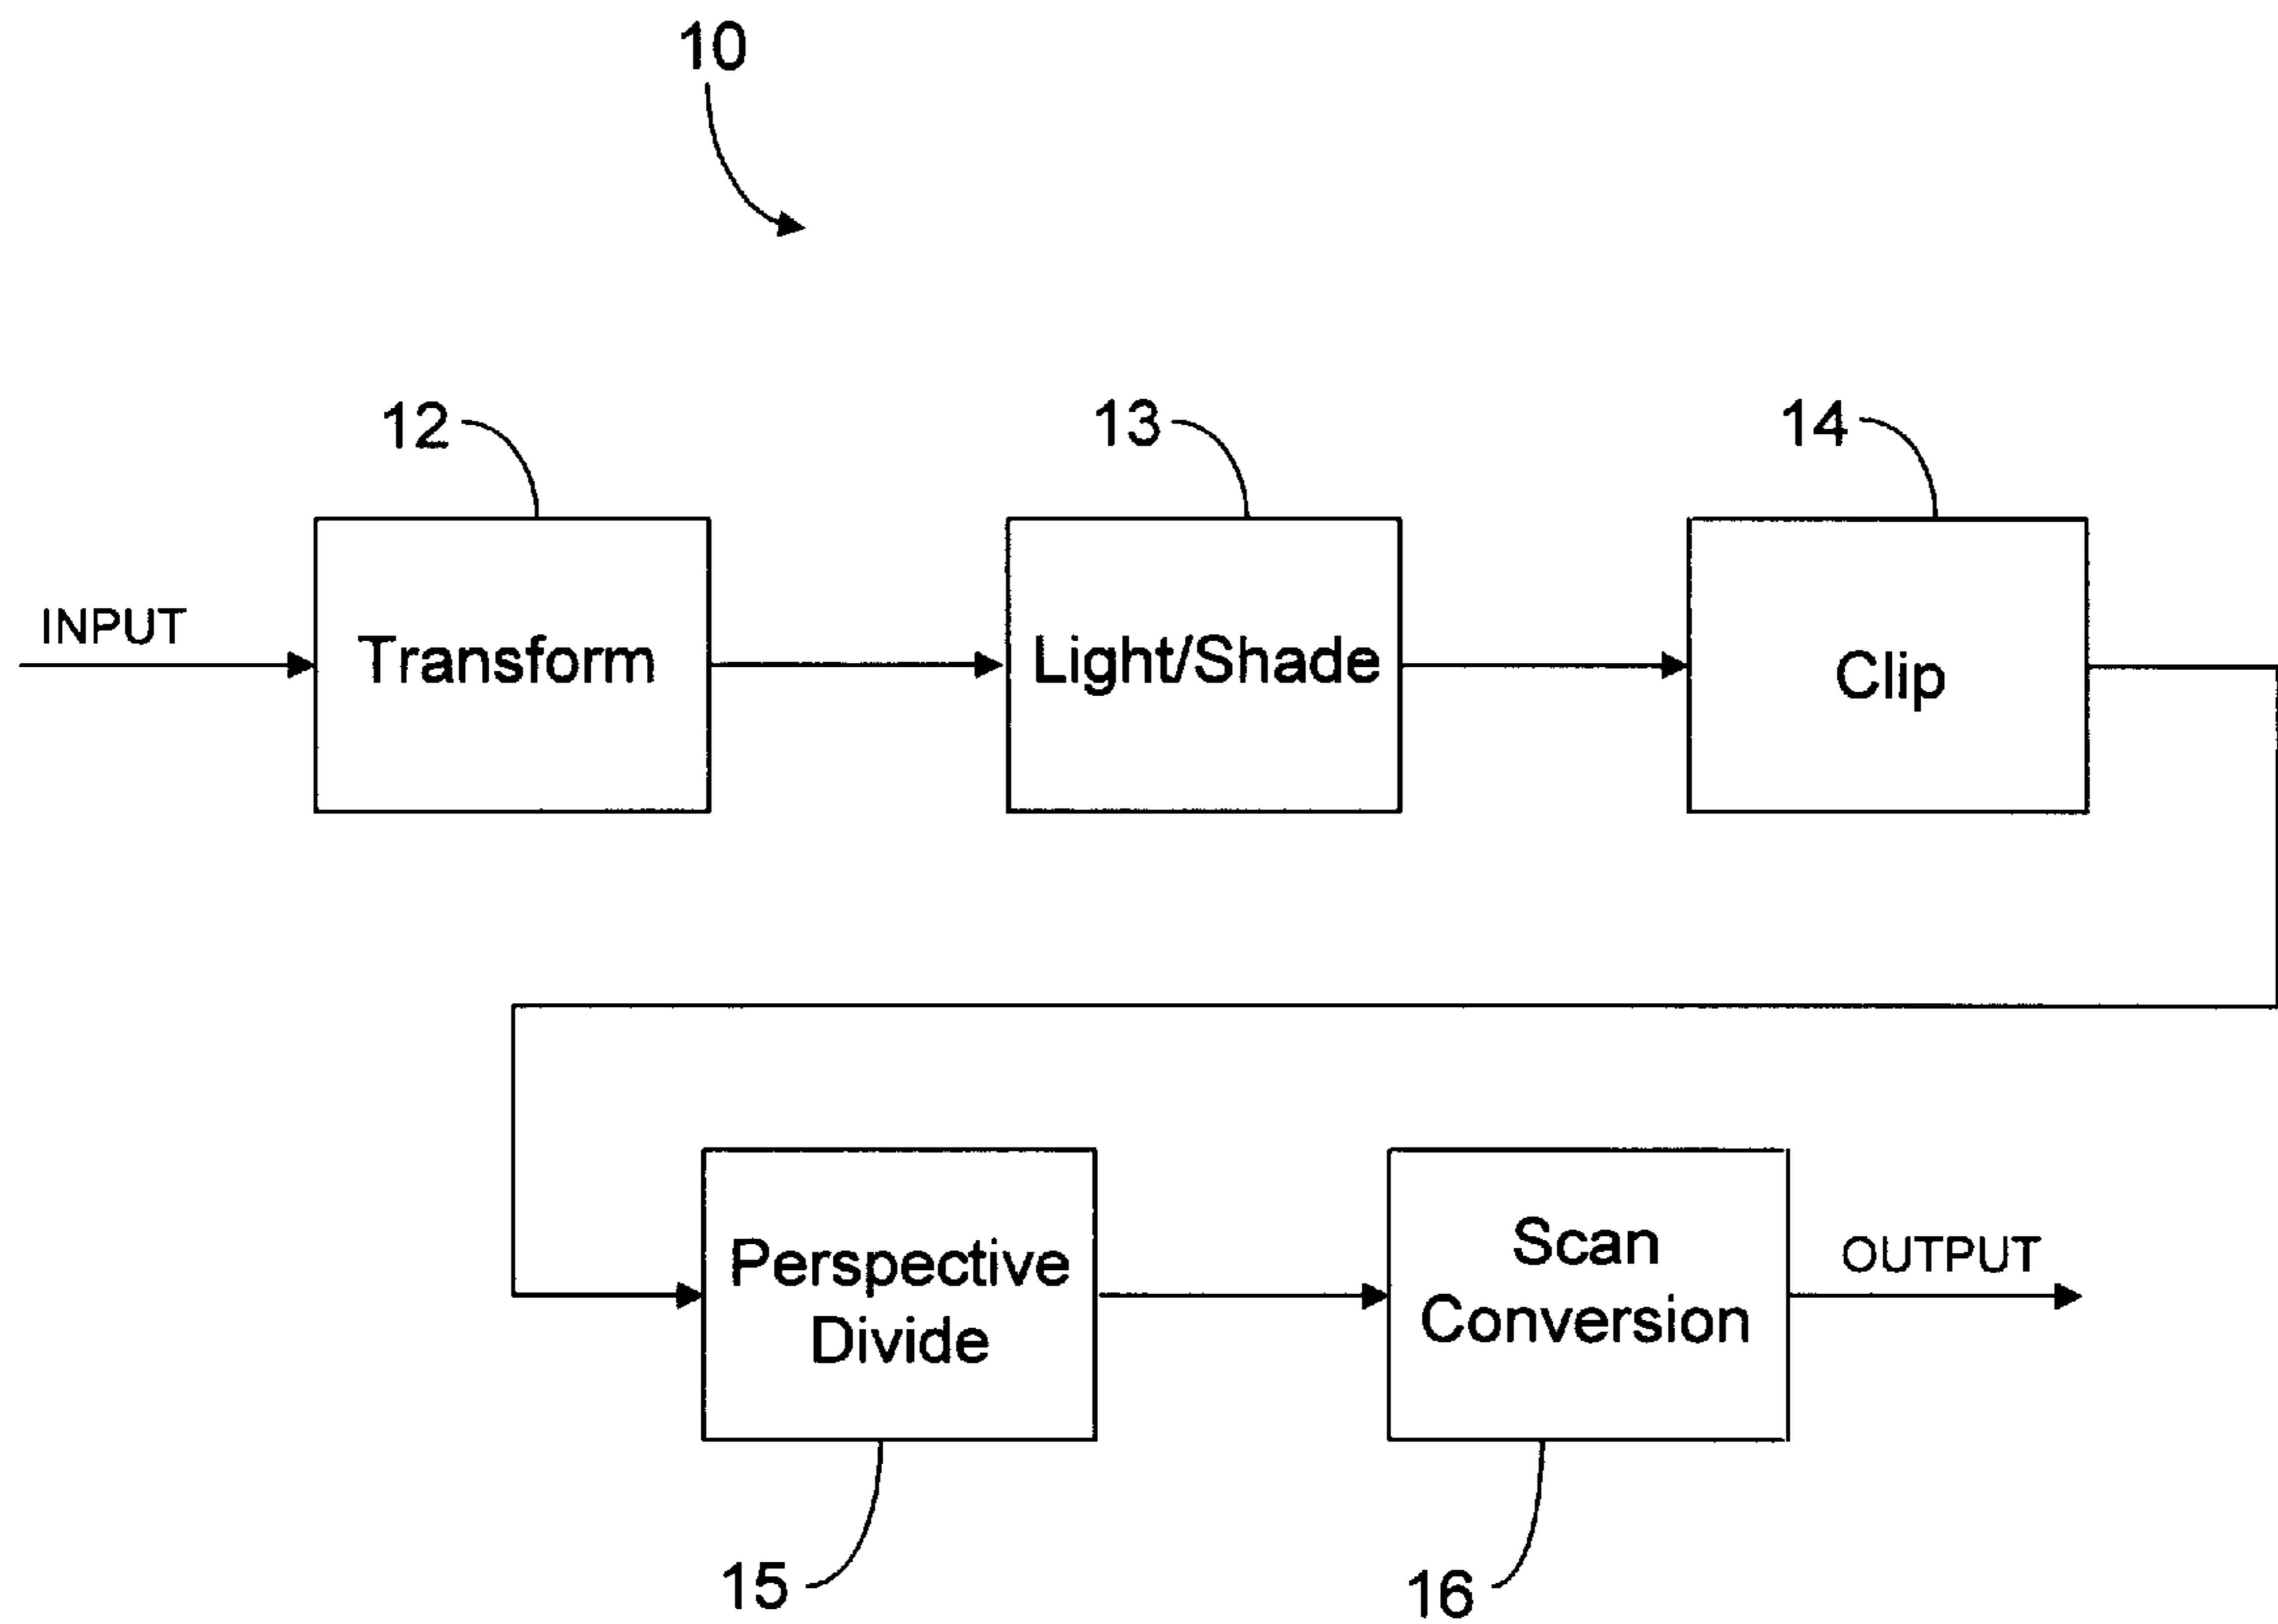 10
12
13
14
INPUT
Transform
Light/Shade
Clip
Perspective
Divide
Scan
Conversion
OUTPUT
15
16